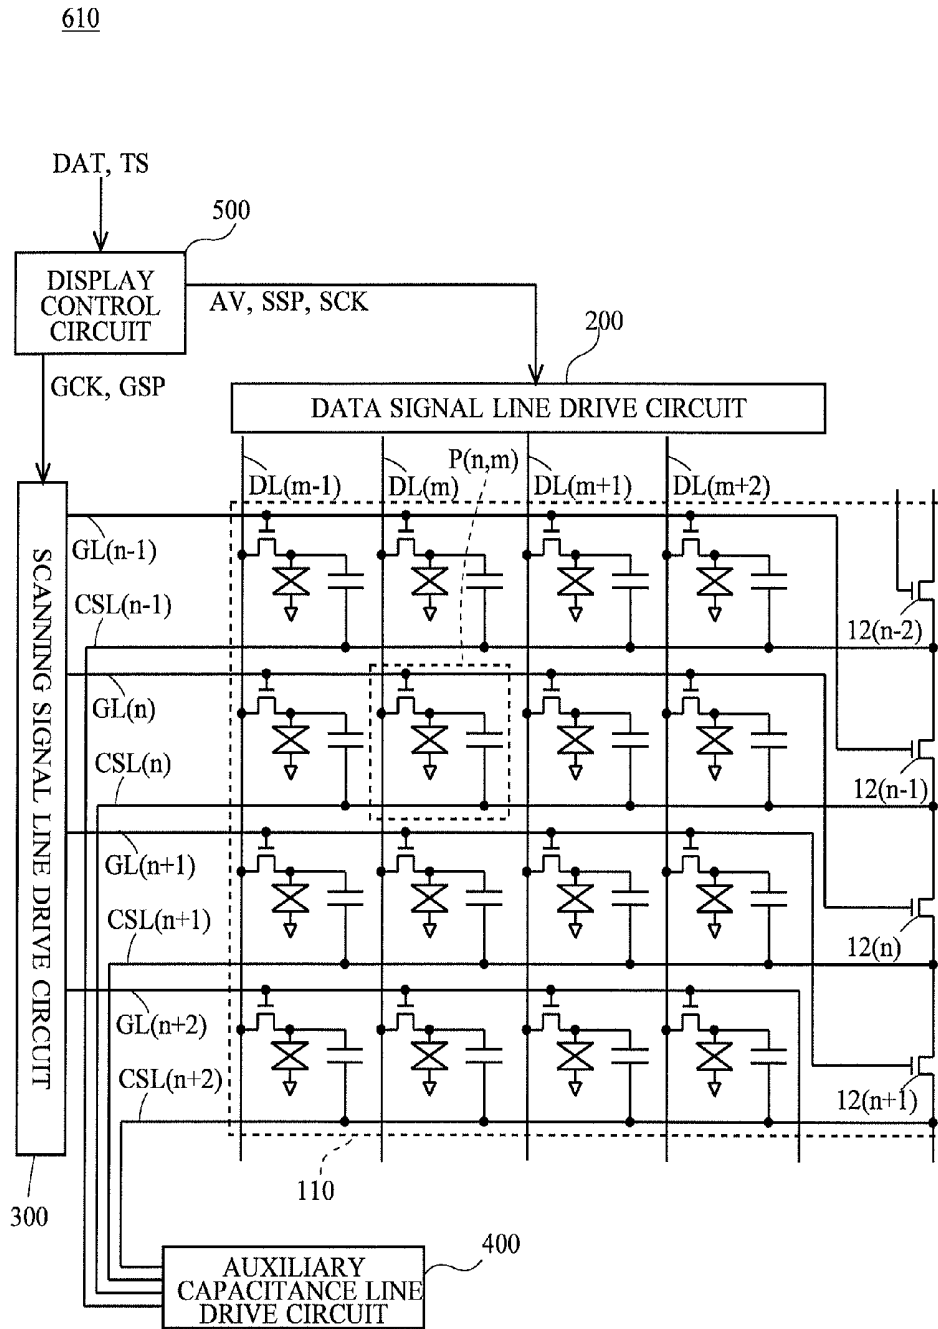 610
DAT, TS
500
DISPLAY
CONTROL
CIRCUIT
AV, SSP, SCK
200
GCK, GSP
DATA SIGNAL LINE DRIVE CIRCUIT
P(n,m)
DL(m-1)
DL(m)
DL(m+1)
DL(m+2)
SCANNING SIGNAL LINE DRIVE CIRCUIT
GL(n-1)
CSL(n-1)
12(n-2)
GL(n)
CSL(n)
12(n-1)
GL(n+1)
CSL(n+1)
12(n)
GL(n+2)
CSL(n+2)
12(n+1)
110
300
400
AUXILIARY
CAPACITANCE LINE
DRIVE CIRCUIT